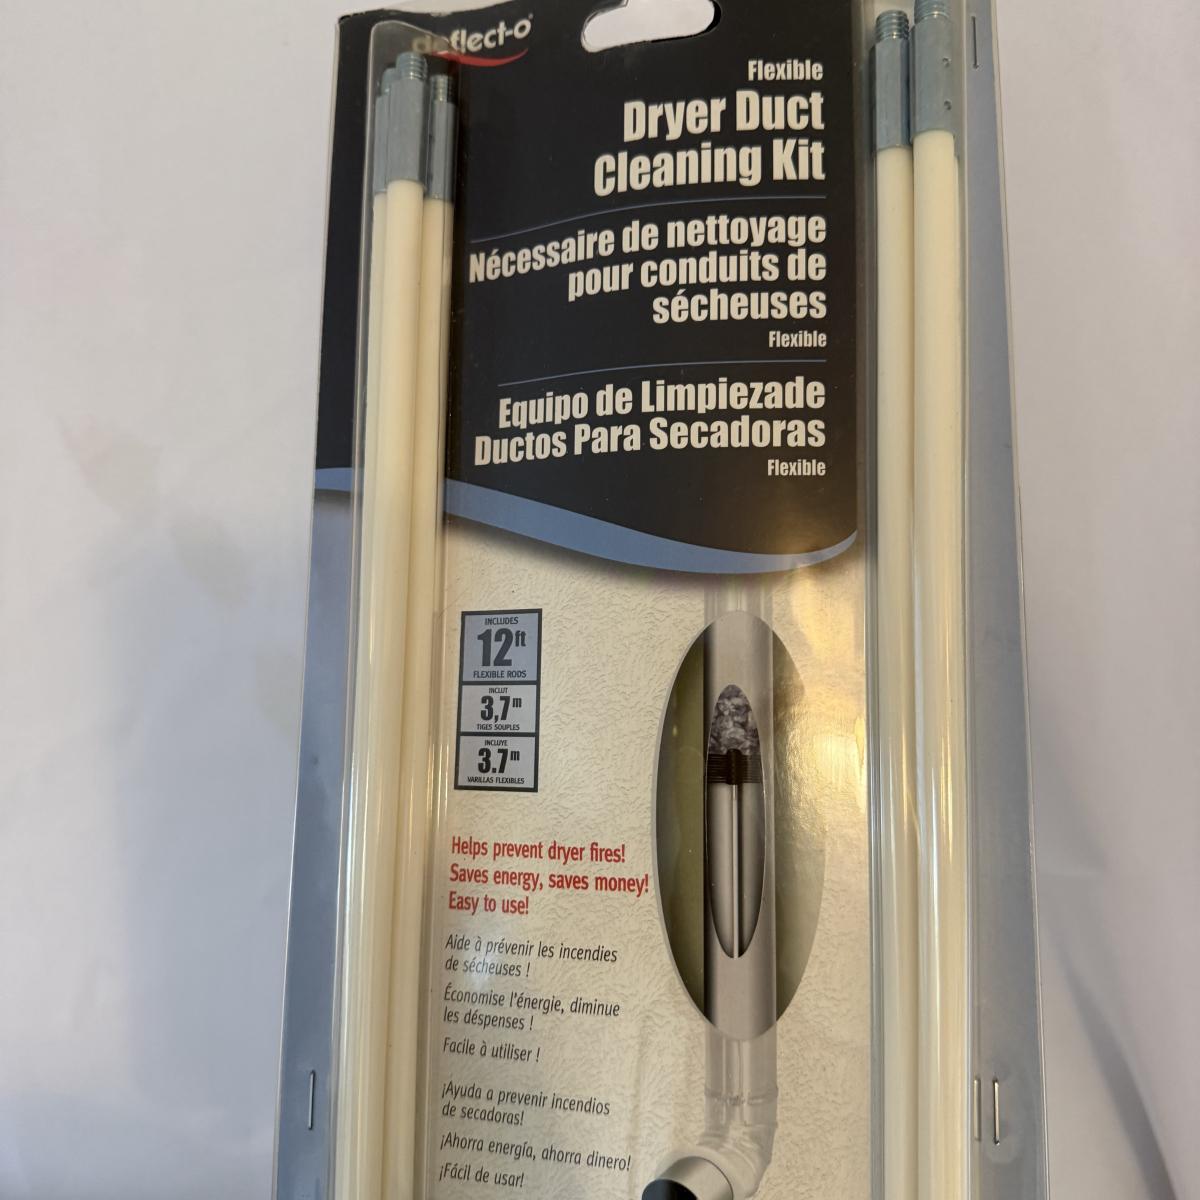 deflect-o®
Flexible
Dryer Duct
Cleaning Kit
Nécessaire de nettoyage
pour conduits de
sécheuses
Flexible
Equipo de Limpiezade
Ductos Para Secadoras
Flexible
INCLUDES
12ft
FLEXIBLE RODS
INCLUT
3,7m
TIGES SOUPLES
INCLUYE
3.7m
VARILLAS FLEXIBLES
Helps prevent dryer fires!
Saves energy, saves money!
Easy to use!
Aide à prévenir les incendies
de sécheuses !
Économise l'énergie, diminue
les déspenses !
Facile à utiliser !
¡Ayuda a prevenir incendios
de secadoras!
¡Ahorra energía, ahorra dinero!
¡Fácil de usar!